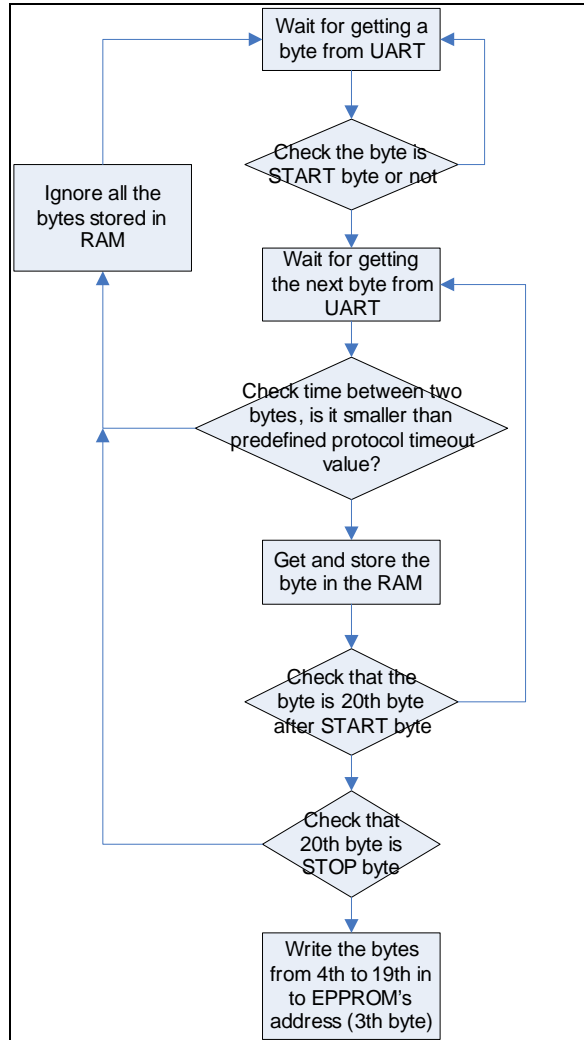 Wait for getting a
byte from UART
Check the byte is
START byte or not
Ignore all the
bytes stored in
RAM
Wait for getting
the next byte from
UART
Check time between two
bytes, is it smaller than
predefined protocol timeout
value?
Get and store the
byte in the RAM
Check that the
byte is 20th byte
after START byte
Check that
20th byte is
STOP byte
Write the bytes
from 4th to 19th in
to EPPROM's
address (3th byte)